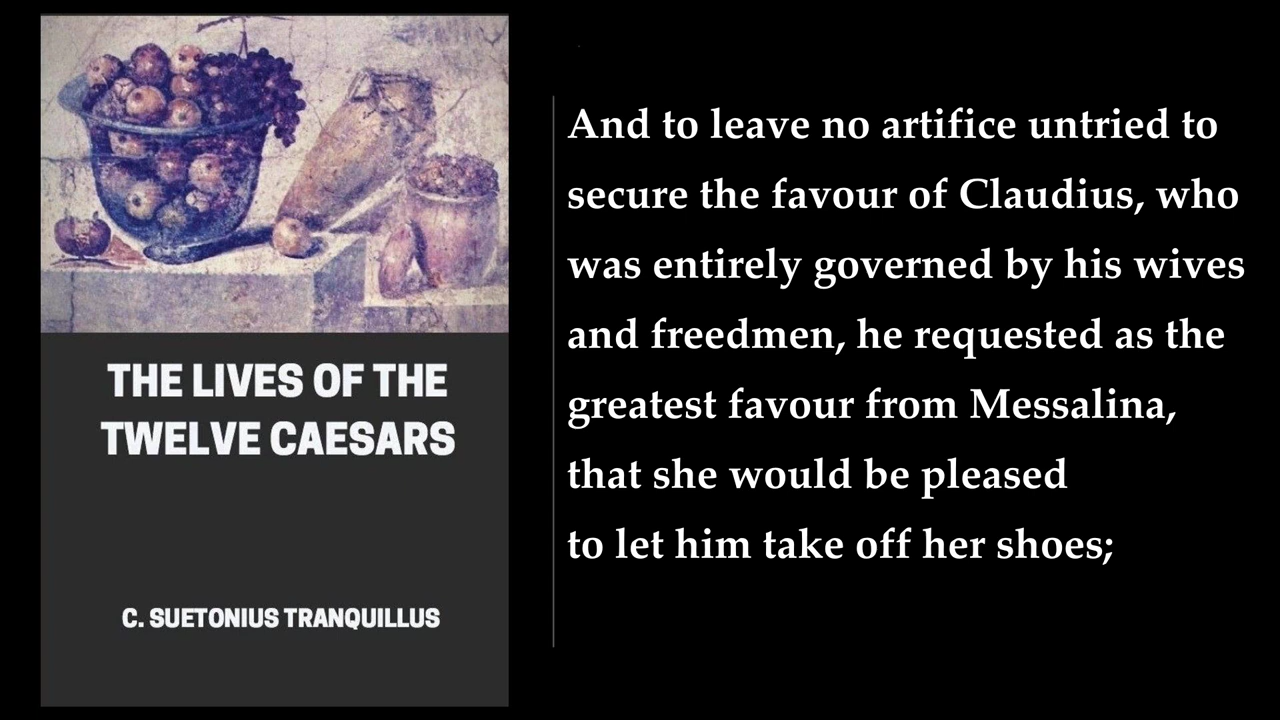 THE LIVES OF THE
TWELVE CAESARS
C. SUETONIUS TRANQUILLUS
And to leave no artifice untried to
secure the favour of Claudius, who
was entirely governed by his wives
and freedmen, he requested as the
greatest favour from Messalina,
that she would be pleased
to let him take off her shoes;